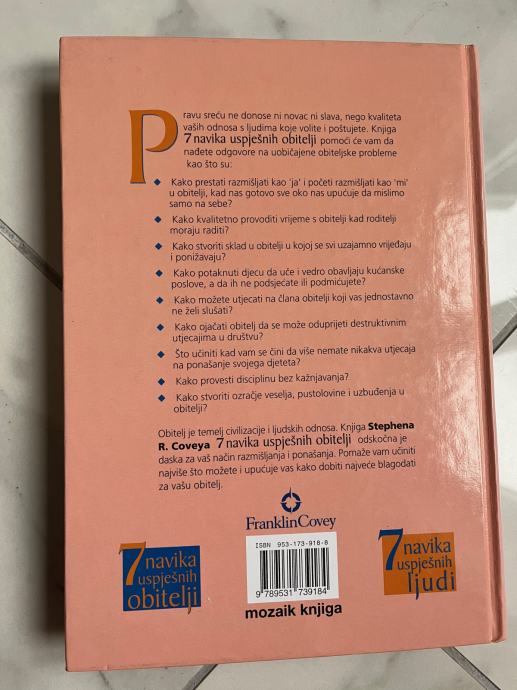 Pravu sreću ne donose ni novac ni slava, nego kvaliteta
vaših odnosa s ljudima koje volite i poštujete. Knjiga
7 navika uspješnih obitelji pomoći će vam da
nađete odgovore na uobičajene obiteljske probleme
kao što su:
◆ Kako prestati razmišljati kao 'ja' i početi razmišljati kao 'mi'
u obitelji, kad nas gotovo sve oko nas upućuje da mislimo
samo na sebe?
◆ Kako kvalitetno provoditi vrijeme s obitelji kad roditelji
moraju raditi?
◆ Kako stvoriti sklad u obitelji u kojoj se svi uzajamno vrijeđaju
i ponižavaju?
◆ Kako potaknuti djecu da uče i vedro obavljaju kućanske
poslove, a da ih ne podsjećate ili podmićujete?
◆ Kako možete utjecati na člana obitelji koji vas jednostavno
ne želi slušati?
◆ Kako ojačati obitelj da se može oduprijeti destruktivnim
utjecajima u društvu?
◆ Što učiniti kad vam se čini da više nemate nikakva utjecaja
na ponašanje svojega djeteta?
◆ Kako provesti disciplinu bez kažnjavanja?
◆ Kako stvoriti ozračje veselja, pustolovine i uzbuđenja u
obitelji?
Obitelj je temelj civilizacije i ljudskih odnosa. Knjiga Stephena
R. Coveya 7 navika uspješnih obitelji odskočna je
daska za vaš način razmišljanja i ponašanja. Pomaže vam učiniti
najviše što možete i upućuje vas kako dobiti najveće blagodati
za vašu obitelj.
FranklinCovey
ISBN 953-173-918-8
9 789531 739184
mozaik knjiga
7 navika
uspješnih
obitelji
7 navika
uspješnih
ljudi